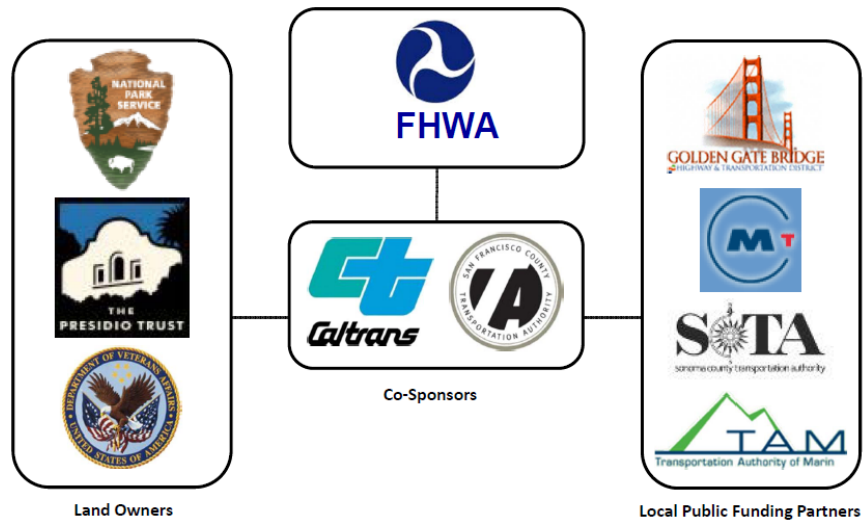 NATIONAL
PARK
SERVICE
THE
PRESIDIO TRUST
DEPARTMENT OF VETERANS AFFAIRS
UNITED STATES OF AMERICA
Land Owners
FHWA
ct
Caltrans
SAN FRANCISCO COUNTY
TRANSPORTATION AUTHORITY
TA
Co-Sponsors
GOLDEN GATE BRIDGE
HIGHWAY & TRANSPORTATION DISTRICT
MT
SCTA
sonoma county transportation authority
TAM
Transportation Authority of Marin
Local Public Funding Partners